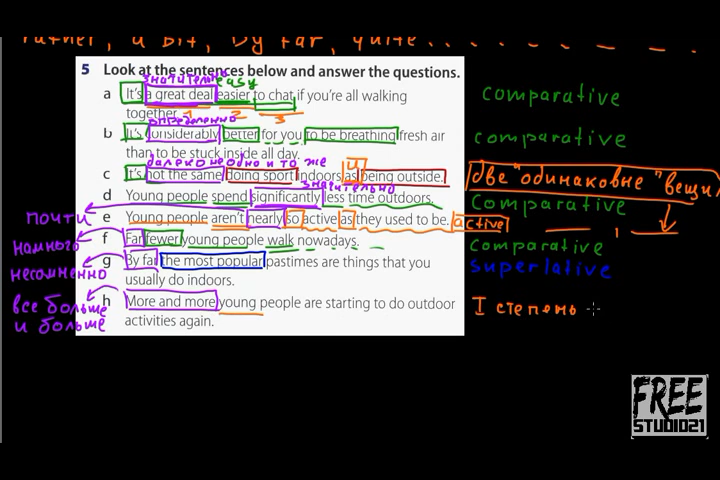 rather, a bit, by far, quite . . . . . . .
5 Look at the sentences below and answer the questions.
значительно easy
a It's a great deal easier to chat if you're all walking
together. 1 2 3
comparative
определенно
b It's considerably better for you to be breathing fresh air
than to be stuck inside all day.
comparative
далеко не одно и то же и
c It's not the same doing sport indoors as being outside.
две "одинаковые" вещи
значительно
d Young people spend significantly less time outdoors.
comparative
почти
e Young people aren't nearly so active as they used to be. active
намного
f Far fewer young people walk nowadays.
comparative
несомненно
g By far the most popular pastimes are things that you
usually do indoors.
superlative
все больше
и больше
h More and more young people are starting to do outdoor
activities again.
I степень
FREE
STUDIO21